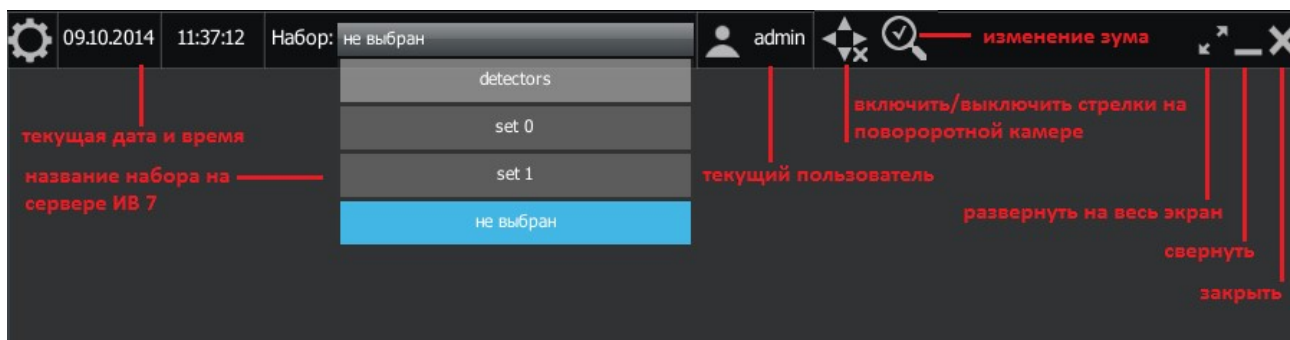 09.10.2014
11:37:12
Набор: не выбран
admin
изменение зума
detectors
set 0
set 1
не выбран
текущая дата и время
название набора на
сервере ИВ 7
включить/выключить стрелки на
повороротной камере
текущий пользователь
развернуть на весь экран
свернуть
закрыть